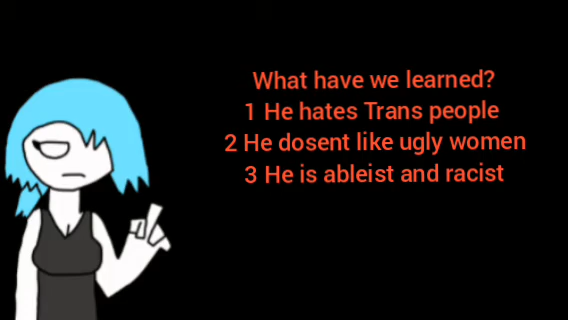 What have we learned?
1 He hates Trans people
2 He dosent like ugly women
3 He is ableist and racist